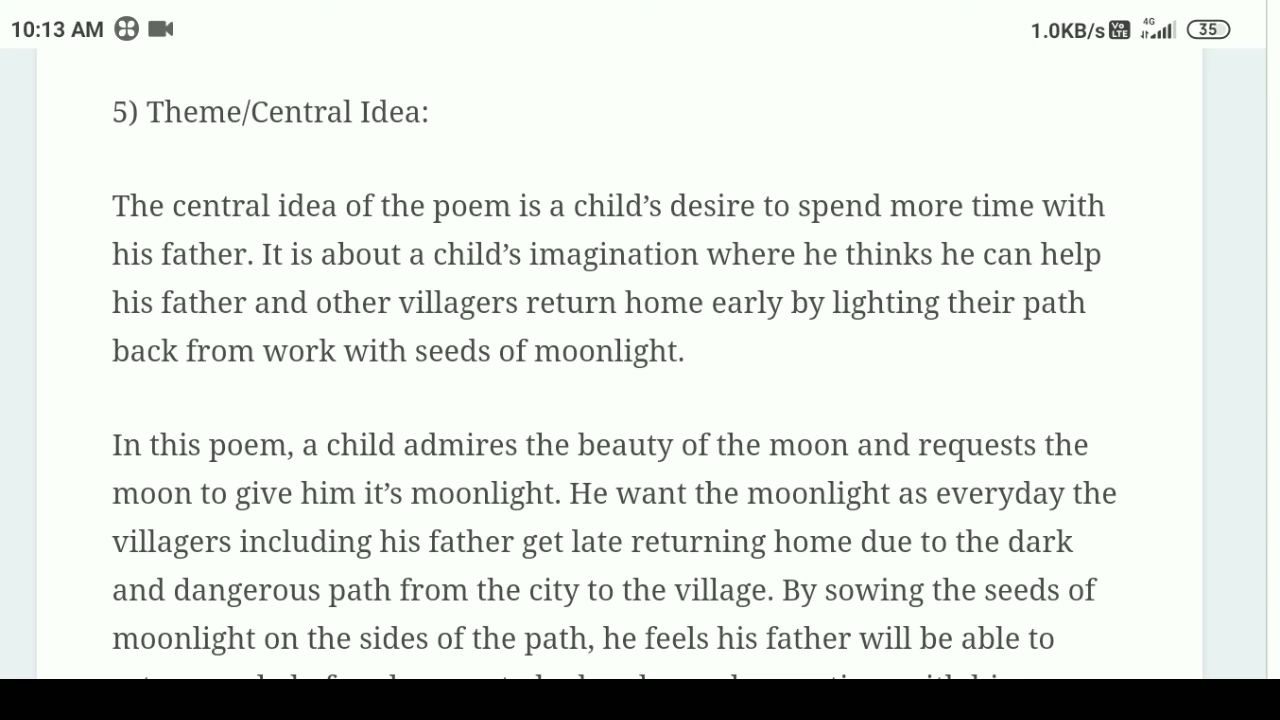 10:13 AM
1.0KB/s Vo LTE 4G 35
5) Theme/Central Idea:
The central idea of the poem is a child’s desire to spend more time with
his father. It is about a child’s imagination where he thinks he can help
his father and other villagers return home early by lighting their path
back from work with seeds of moonlight.
In this poem, a child admires the beauty of the moon and requests the
moon to give him it’s moonlight. He want the moonlight as everyday the
villagers including his father get late returning home due to the dark
and dangerous path from the city to the village. By sowing the seeds of
moonlight on the sides of the path, he feels his father will be able to